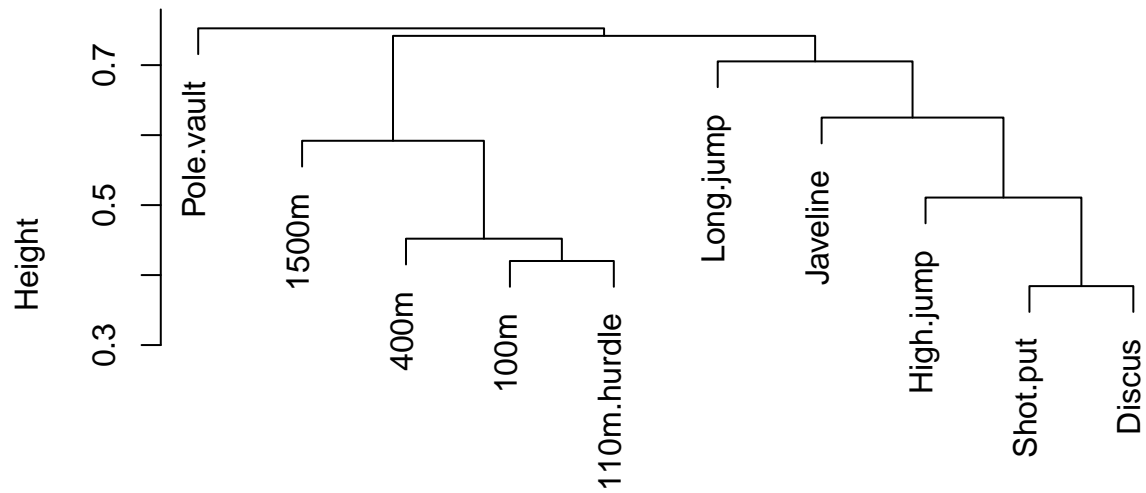 Height
0.7
0.5
0.3
Pole.vault
1500m
400m
100m
110m.hurdle
Long.jump
Javeline
High.jump
Shot.put
Discus